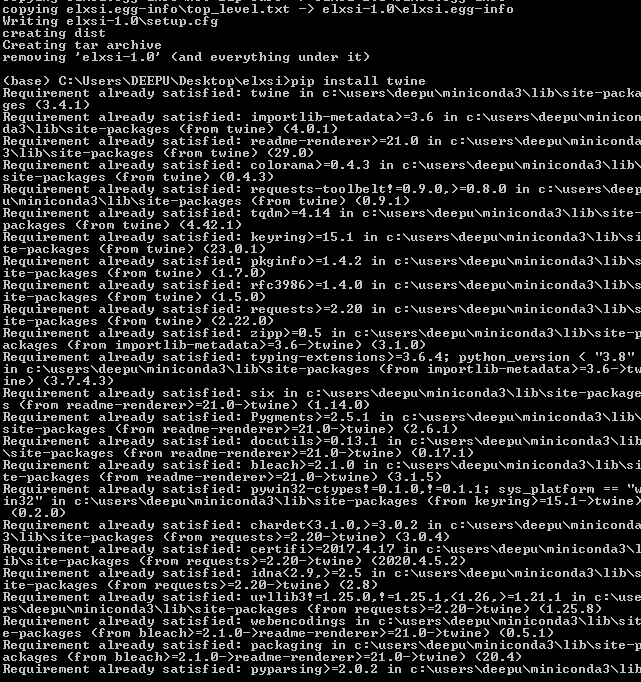 copying elxsi.egg-info\top_level.txt -> elxsi-1.0\elxsi.egg-info
Writing elxsi-1.0\setup.cfg
Creating dist
Creating tar archive
removing 'elxsi-1.0' (and everything under it)
(base) C:\Users\DEEPU\Desktop\elxsi>pip install twine
Requirement already satisfied: twine in c:\users\deepu\miniconda3\lib\site-packa
ges (3.4.1)
Requirement already satisfied: importlib-metadata>=3.6 in c:\users\deepu\minicon
da3\lib\site-packages (from twine) (4.0.1)
Requirement already satisfied: readme-renderer>=21.0 in c:\users\deepu\miniconda
3\lib\site-packages (from twine) (29.0)
Requirement already satisfied: colorama>=0.4.3 in c:\users\deepu\miniconda3\lib\
site-packages (from twine) (0.4.3)
Requirement already satisfied: requests-toolbelt!=0.9.0,>=0.8.0 in c:\users\deep
u\miniconda3\lib\site-packages (from twine) (0.9.1)
Requirement already satisfied: tqdm>=4.14 in c:\users\deepu\miniconda3\lib\site-
packages (from twine) (4.42.1)
Requirement already satisfied: keyring>=15.1 in c:\users\deepu\miniconda3\lib\si
te-packages (from twine) (23.0.1)
Requirement already satisfied: pkginfo>=1.4.2 in c:\users\deepu\miniconda3\lib\s
ite-packages (from twine) (1.7.0)
Requirement already satisfied: rfc3986>=1.4.0 in c:\users\deepu\miniconda3\lib\s
ite-packages (from twine) (1.5.0)
Requirement already satisfied: requests>=2.20 in c:\users\deepu\miniconda3\lib\s
ite-packages (from twine) (2.22.0)
Requirement already satisfied: zipp>=0.5 in c:\users\deepu\miniconda3\lib\site-p
ackages (from importlib-metadata>=3.6->twine) (3.1.0)
Requirement already satisfied: typing-extensions>=3.6.4; python_version < "3.8"
in c:\users\deepu\miniconda3\lib\site-packages (from importlib-metadata>=3.6->tw
ine) (3.7.4.3)
Requirement already satisfied: six in c:\users\deepu\miniconda3\lib\site-package
s (from readme-renderer>=21.0->twine) (1.14.0)
Requirement already satisfied: Pygments>=2.5.1 in c:\users\deepu\miniconda3\lib\
site-packages (from readme-renderer>=21.0->twine) (2.6.1)
Requirement already satisfied: docutils>=0.13.1 in c:\users\deepu\miniconda3\lib
\site-packages (from readme-renderer>=21.0->twine) (0.17.1)
Requirement already satisfied: bleach>=2.1.0 in c:\users\deepu\miniconda3\lib\si
te-packages (from readme-renderer>=21.0->twine) (3.1.5)
Requirement already satisfied: pywin32-ctypes!=0.1.0,!=0.1.1; sys_platform == "w
in32" in c:\users\deepu\miniconda3\lib\site-packages (from keyring>=15.1->twine)
(0.2.0)
Requirement already satisfied: chardet<3.1.0,>=3.0.2 in c:\users\deepu\miniconda
3\lib\site-packages (from requests>=2.20->twine) (3.0.4)
Requirement already satisfied: certifi>=2017.4.17 in c:\users\deepu\miniconda3\l
ib\site-packages (from requests>=2.20->twine) (2020.4.5.2)
Requirement already satisfied: idna<2.9,>=2.5 in c:\users\deepu\miniconda3\lib\s
ite-packages (from requests>=2.20->twine) (2.8)
Requirement already satisfied: urllib3!=1.25.0,!=1.25.1,<1.26,>=1.21.1 in c:\use
rs\deepu\miniconda3\lib\site-packages (from requests>=2.20->twine) (1.25.8)
Requirement already satisfied: webencodings in c:\users\deepu\miniconda3\lib\sit
e-packages (from bleach>=2.1.0->readme-renderer>=21.0->twine) (0.5.1)
Requirement already satisfied: packaging in c:\users\deepu\miniconda3\lib\site-p
ackages (from bleach>=2.1.0->readme-renderer>=21.0->twine) (20.4)
Requirement already satisfied: pyparsing>=2.0.2 in c:\users\deepu\miniconda3\lib